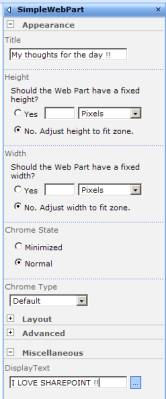 SimpleWebPart
Appearance
Title
My thoughts for the day !!
Height
Should the Web Part have a fixed
height?
Yes Pixels
No. Adjust height to fit zone.
Width
Should the Web Part have a fixed
width?
Yes Pixels
No. Adjust width to fit zone.
Chrome State
Minimized
Normal
Chrome Type
Default
Layout
Advanced
Miscellaneous
DisplayText
I LOVE SHAREPOINT !!
...